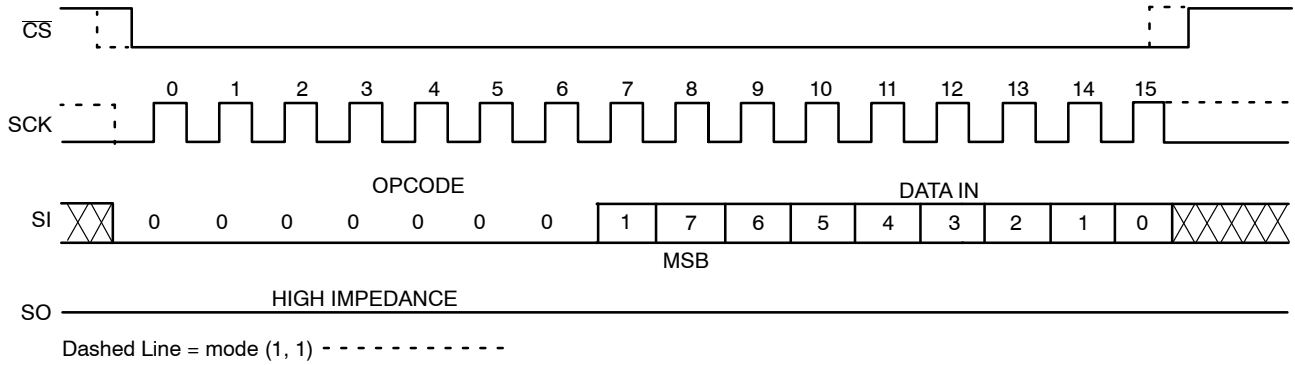 CS
0 1 2 3 4 5 6 7 8 9 10 11 12 13 14 15
SCK
OPCODE DATA IN
SI 0 0 0 0 0 0 0 1 7 6 5 4 3 2 1 0
MSB
HIGH IMPEDANCE
SO
Dashed Line = mode (1, 1)